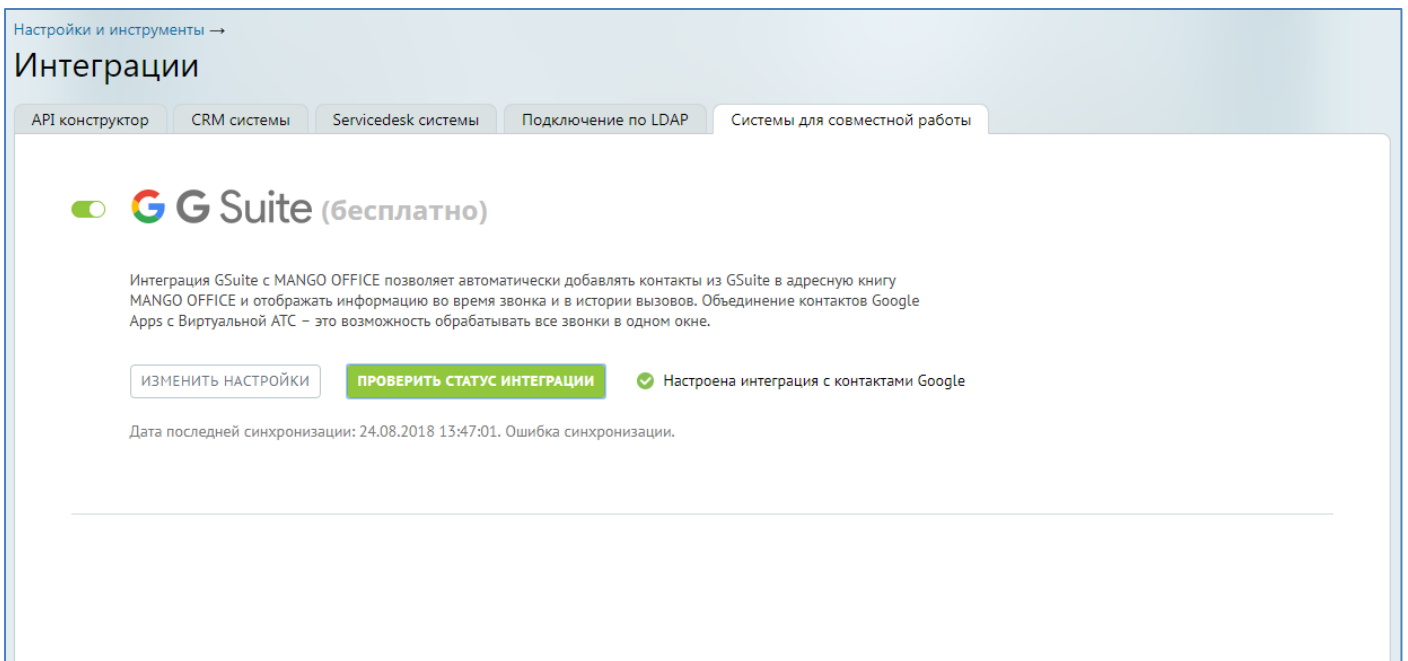 Настройки и инструменты →
Интеграции
API конструктор CRM системы Servicedesk системы Подключение по LDAP Системы для совместной работы
G G Suite (бесплатно)
Интеграция GSuite с MANGO OFFICE позволяет автоматически добавлять контакты из GSuite в адресную книгу
MANGO OFFICE и отображать информацию во время звонка и в истории вызовов. Объединение контактов Google
Apps с Виртуальной АТС – это возможность обрабатывать все звонки в одном окне.
ИЗМЕНИТЬ НАСТРОЙКИ ПРОВЕРИТЬ СТАТУС ИНТЕГРАЦИИ Настроена интеграция с контактами Google
Дата последней синхронизации: 24.08.2018 13:47:01. Ошибка синхронизации.